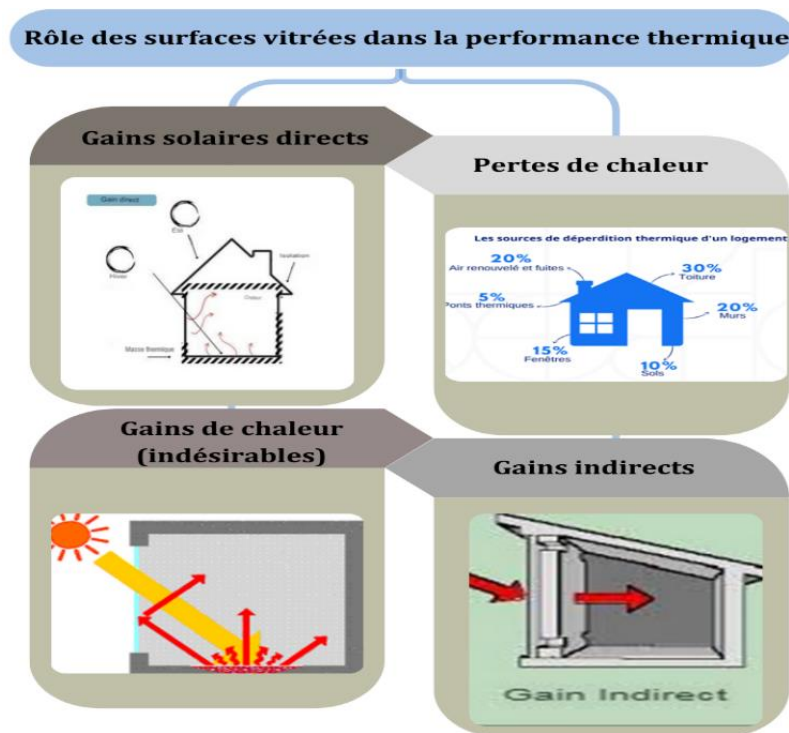 Rôle des surfaces vitrées dans la performance thermique
Gains solaires directs
Gain direct
Eté
Hiver
Isolation
Chaleur
Masse thermique
Pertes de chaleur
Les sources de déperdition thermique d'un logement
20%
Air renouvelé et fuites
30%
Toiture
5%
Ponts thermiques
20%
Murs
15%
Fenêtres
10%
Sols
Gains de chaleur
(indésirables)
Gains indirects
Gain Indirect